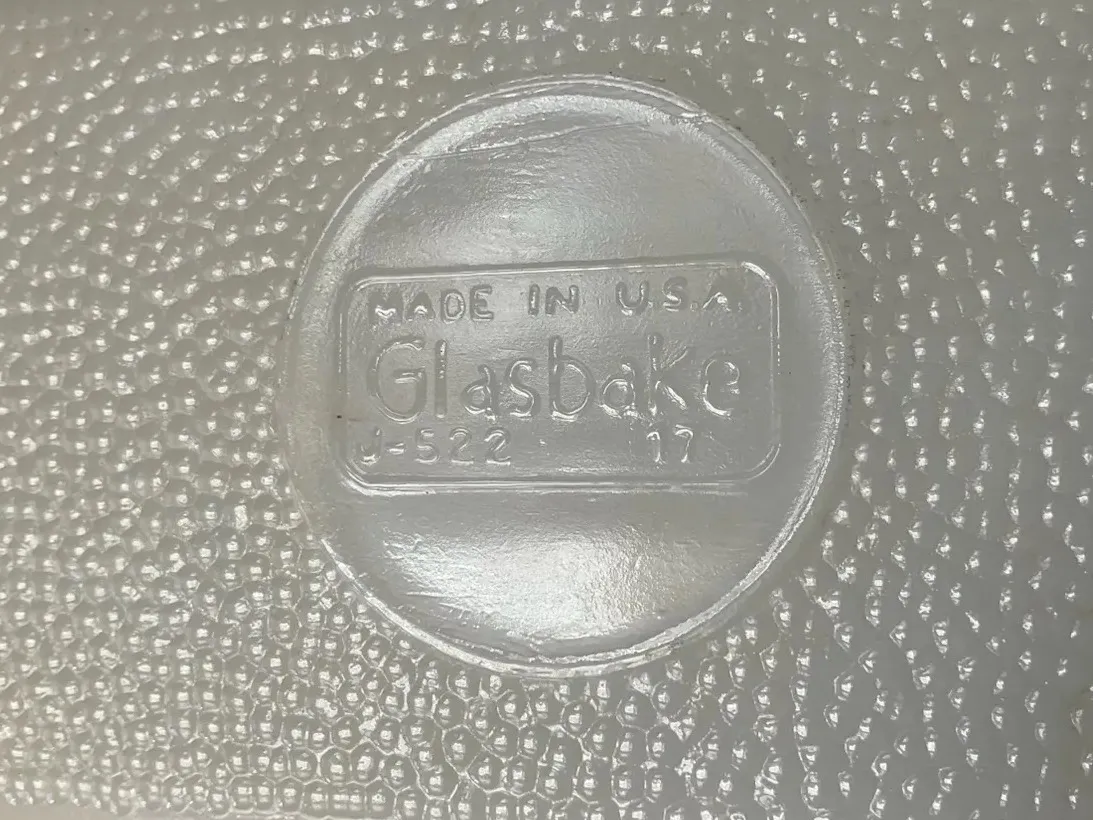 MADE IN U.S.A.
Glasbake
J-522 17